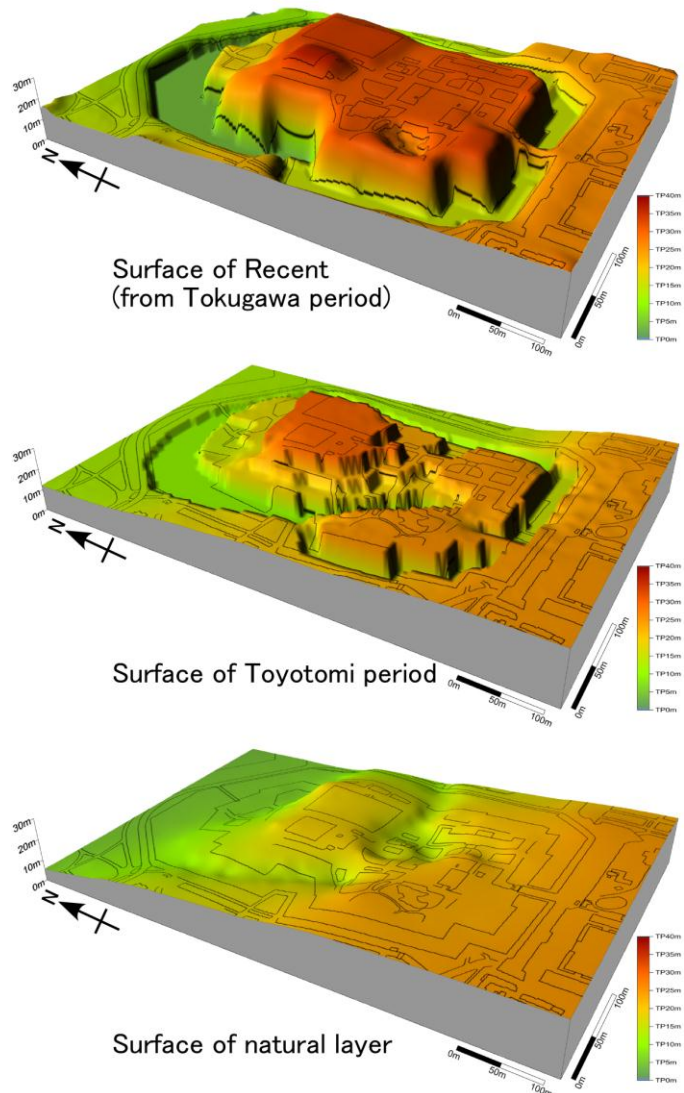 30m
20m
10m
0m
N
Surface of Recent
(from Tokugawa period)
0m
50m
100m
0m
50m
100m
TP40m
TP35m
TP30m
TP25m
TP20m
TP15m
TP10m
TP5m
TP0m
30m
20m
10m
0m
N
Surface of Toyotomi period
0m
50m
100m
0m
50m
100m
TP40m
TP35m
TP30m
TP25m
TP20m
TP15m
TP10m
TP5m
TP0m
30m
20m
10m
0m
N
Surface of natural layer
0m
50m
100m
0m
50m
100m
TP40m
TP35m
TP30m
TP25m
TP20m
TP15m
TP10m
TP5m
TP0m